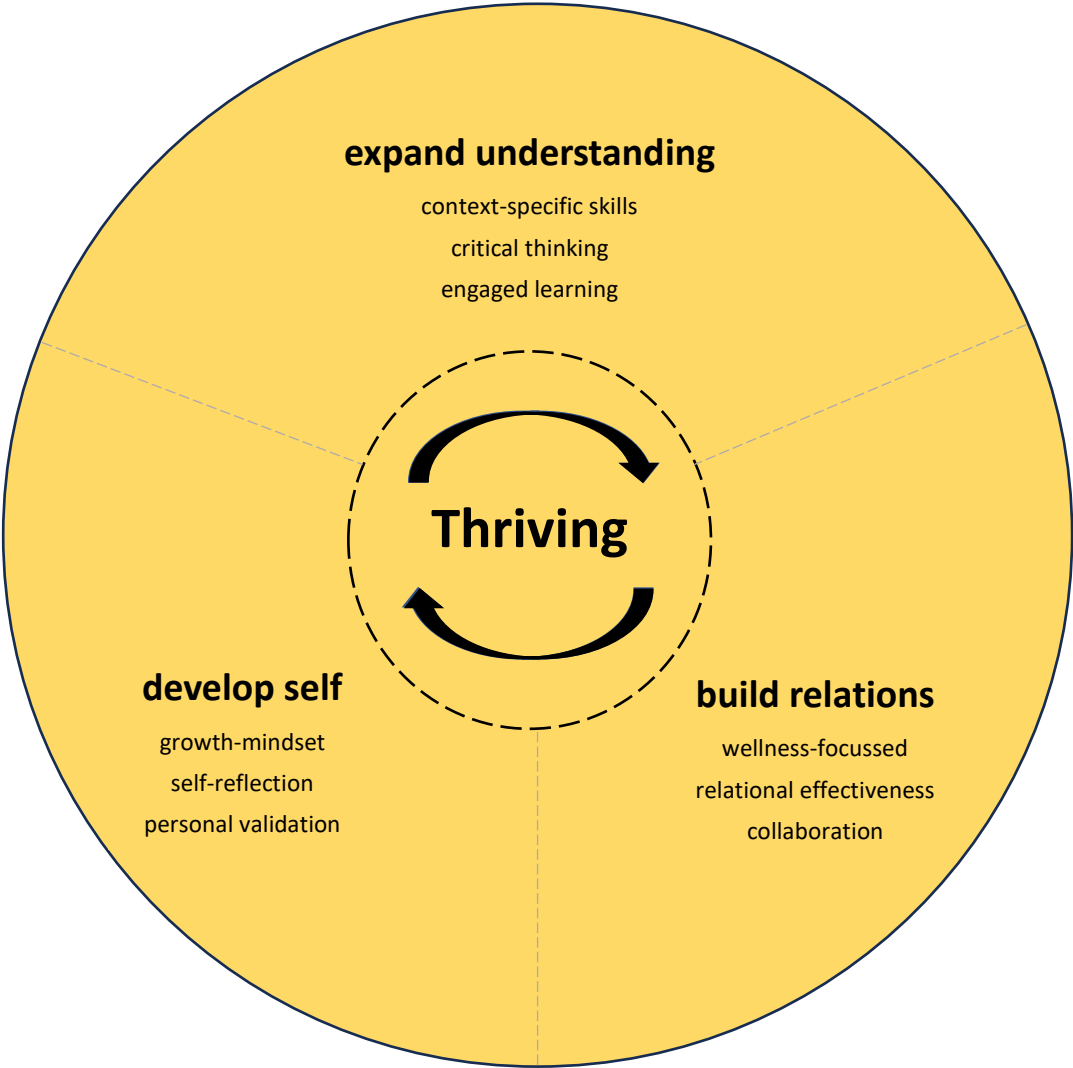 expand understanding
context-specific skills
critical thinking
engaged learning
Thriving
develop self
growth-mindset
self-reflection
personal validation
build relations
wellness-focussed
relational effectiveness
collaboration